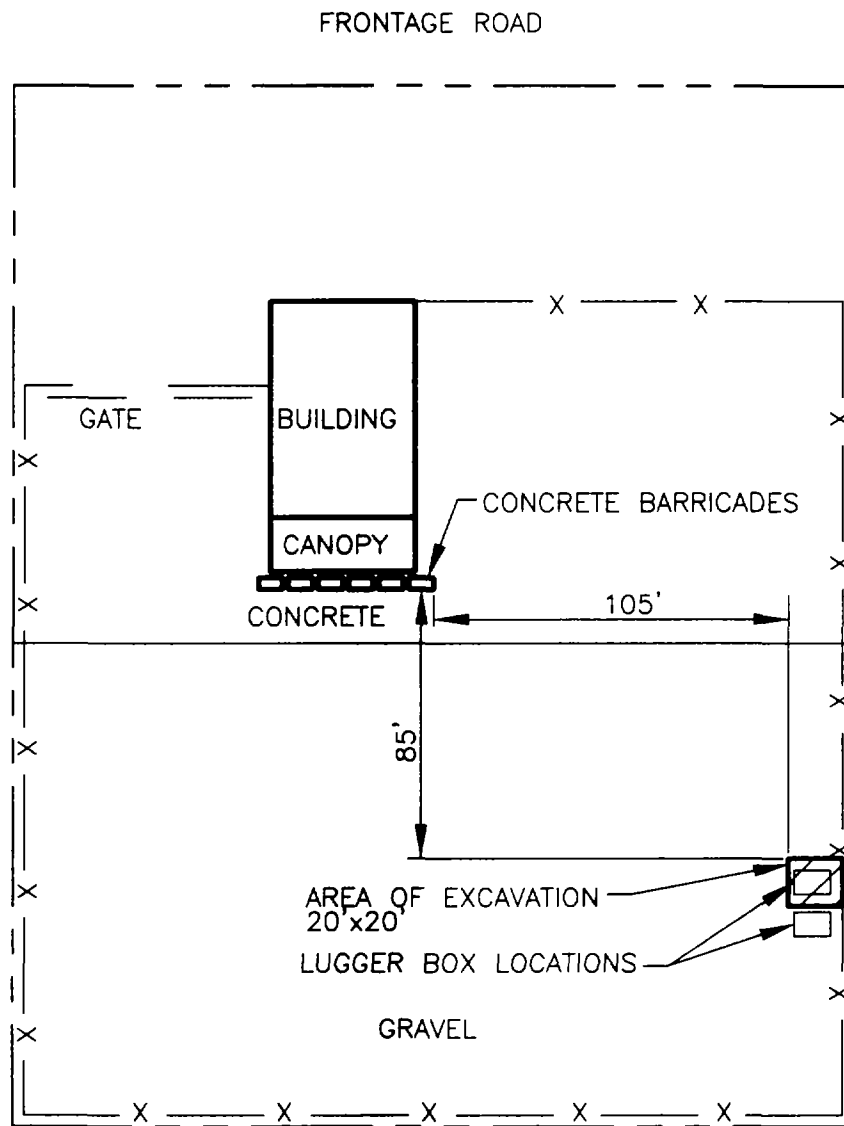 FRONTAGE ROAD
X X
GATE
BUILDING
X
X
CONCRETE BARRICADES
CANOPY
X
X
CONCRETE
105'
X
85'
X
X
AREA OF EXCAVATION
20'x20'
X
LUGGER BOX LOCATIONS
X
GRAVEL
X
X X X X X